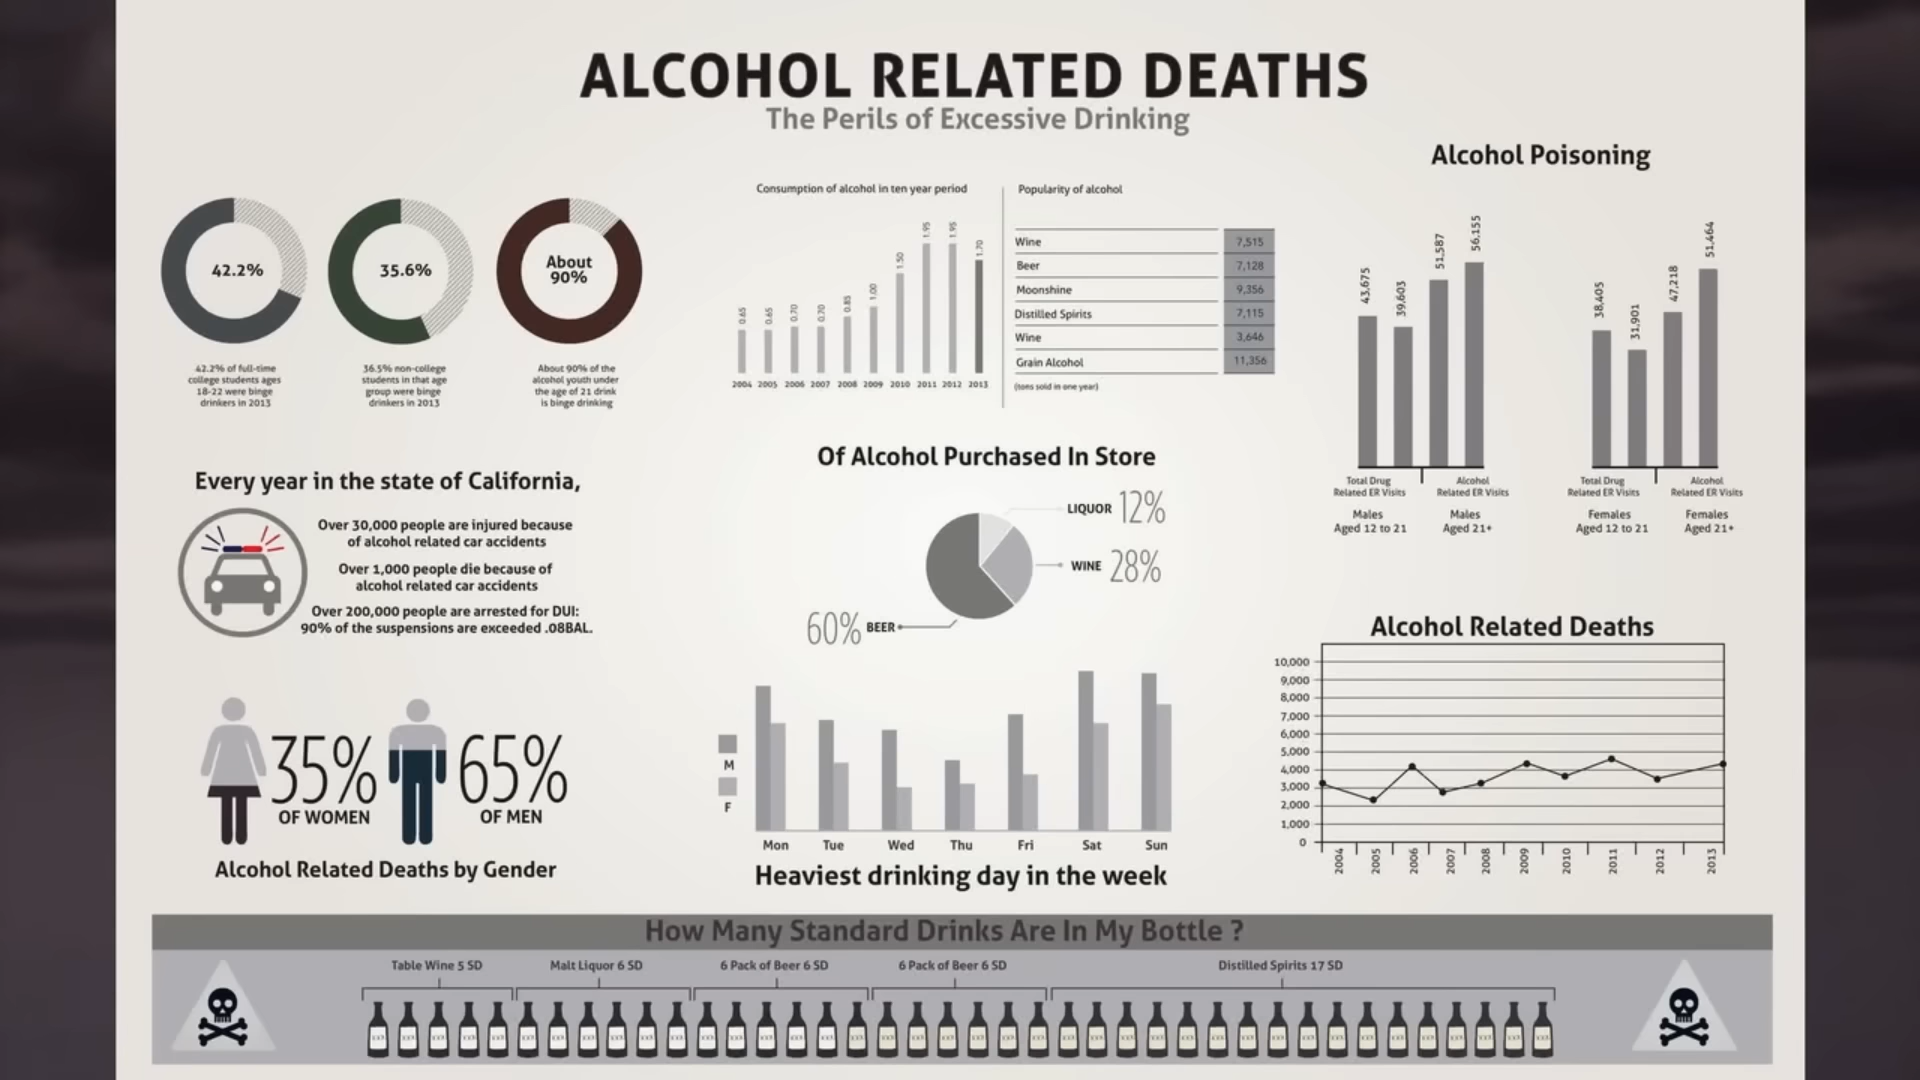 ALCOHOL RELATED DEATHS
The Perils of Excessive Drinking
42.2%
35.6%
About
90%
42.2% of full-time
college students ages
18-22 were binge
drinkers in 2013
36.5% non-college
students in that age
group were binge
drinkers in 2013
About 90% of the
alcohol youth under
the age of 21 drink
is binge drinking
Consumption of alcohol in ten year period
0.65
0.65
0.70
0.70
0.85
1.00
1.50
1.95
1.95
1.70
2004 2005 2006 2007 2008 2009 2010 2011 2012 2013
Popularity of alcohol
Wine 7,515
Beer 7,128
Moonshine 9,356
Distilled Spirits 7,115
Wine 3,646
Grain Alcohol 11,356
(tons sold in one year)
Alcohol Poisoning
43,675
39,603
51,587
56,155
Total Drug
Related ER Visits
Males
Aged 12 to 21
Alcohol
Related ER Visits
Males
Aged 21+
38,405
31,901
47,218
51,464
Total Drug
Related ER Visits
Females
Aged 12 to 21
Alcohol
Related ER Visits
Females
Aged 21+
Every year in the state of California,
Over 30,000 people are injured because
of alcohol related car accidents
Over 1,000 people die because of
alcohol related car accidents
Over 200,000 people are arrested for DUI:
90% of the suspensions are exceeded .08BAL.
Of Alcohol Purchased In Store
LIQUOR 12%
WINE 28%
60% BEER
35%
OF WOMEN
65%
OF MEN
Alcohol Related Deaths by Gender
M
F
Mon Tue Wed Thu Fri Sat Sun
Heaviest drinking day in the week
Alcohol Related Deaths
10,000
9,000
8,000
7,000
6,000
5,000
4,000
3,000
2,000
1,000
0
2004 2005 2006 2007 2008 2009 2010 2011 2012 2013
How Many Standard Drinks Are In My Bottle ?
Table Wine 5 SD
Malt Liquor 6 SD
6 Pack of Beer 6 SD
6 Pack of Beer 6 SD
Distilled Spirits 17 SD